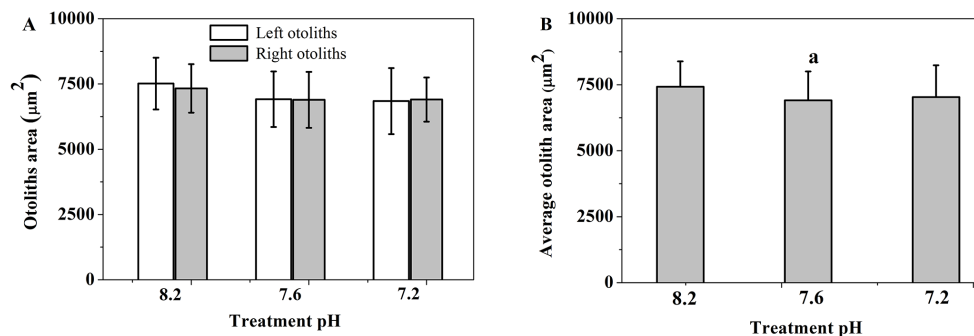 A
Otoliths area (μm²)
10000
7500
5000
2500
0
Left otoliths
Right otoliths
8.2
7.6
7.2
Treatment pH
B
Average otolith area (μm²)
10000
7500
5000
2500
0
a
8.2
7.6
7.2
Treatment pH